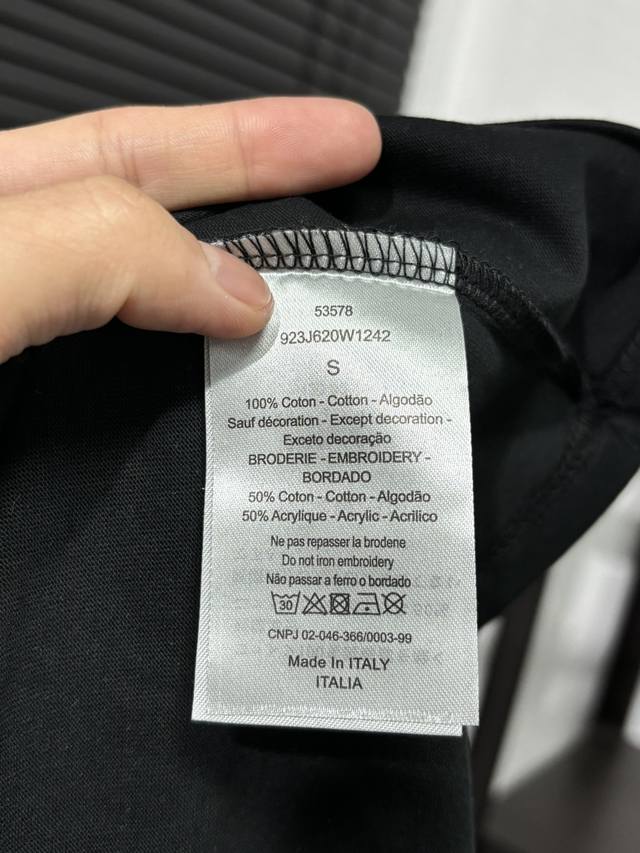 53578
923J620W1242
S
100% Coton - Cotton - Algodão
Sauf décoration - Except decoration -
Exceto decoração
BRODERIE - EMBROIDERY -
BORDADO
50% Coton - Cotton - Algodão
50% Acrylique - Acrylic - Acrilico
Ne pas repasser la brodene
Do not iron embroidery
Não passar a ferro o bordado
30
CNPJ 02-046-366/0003-99
Made In ITALY
ITALIA